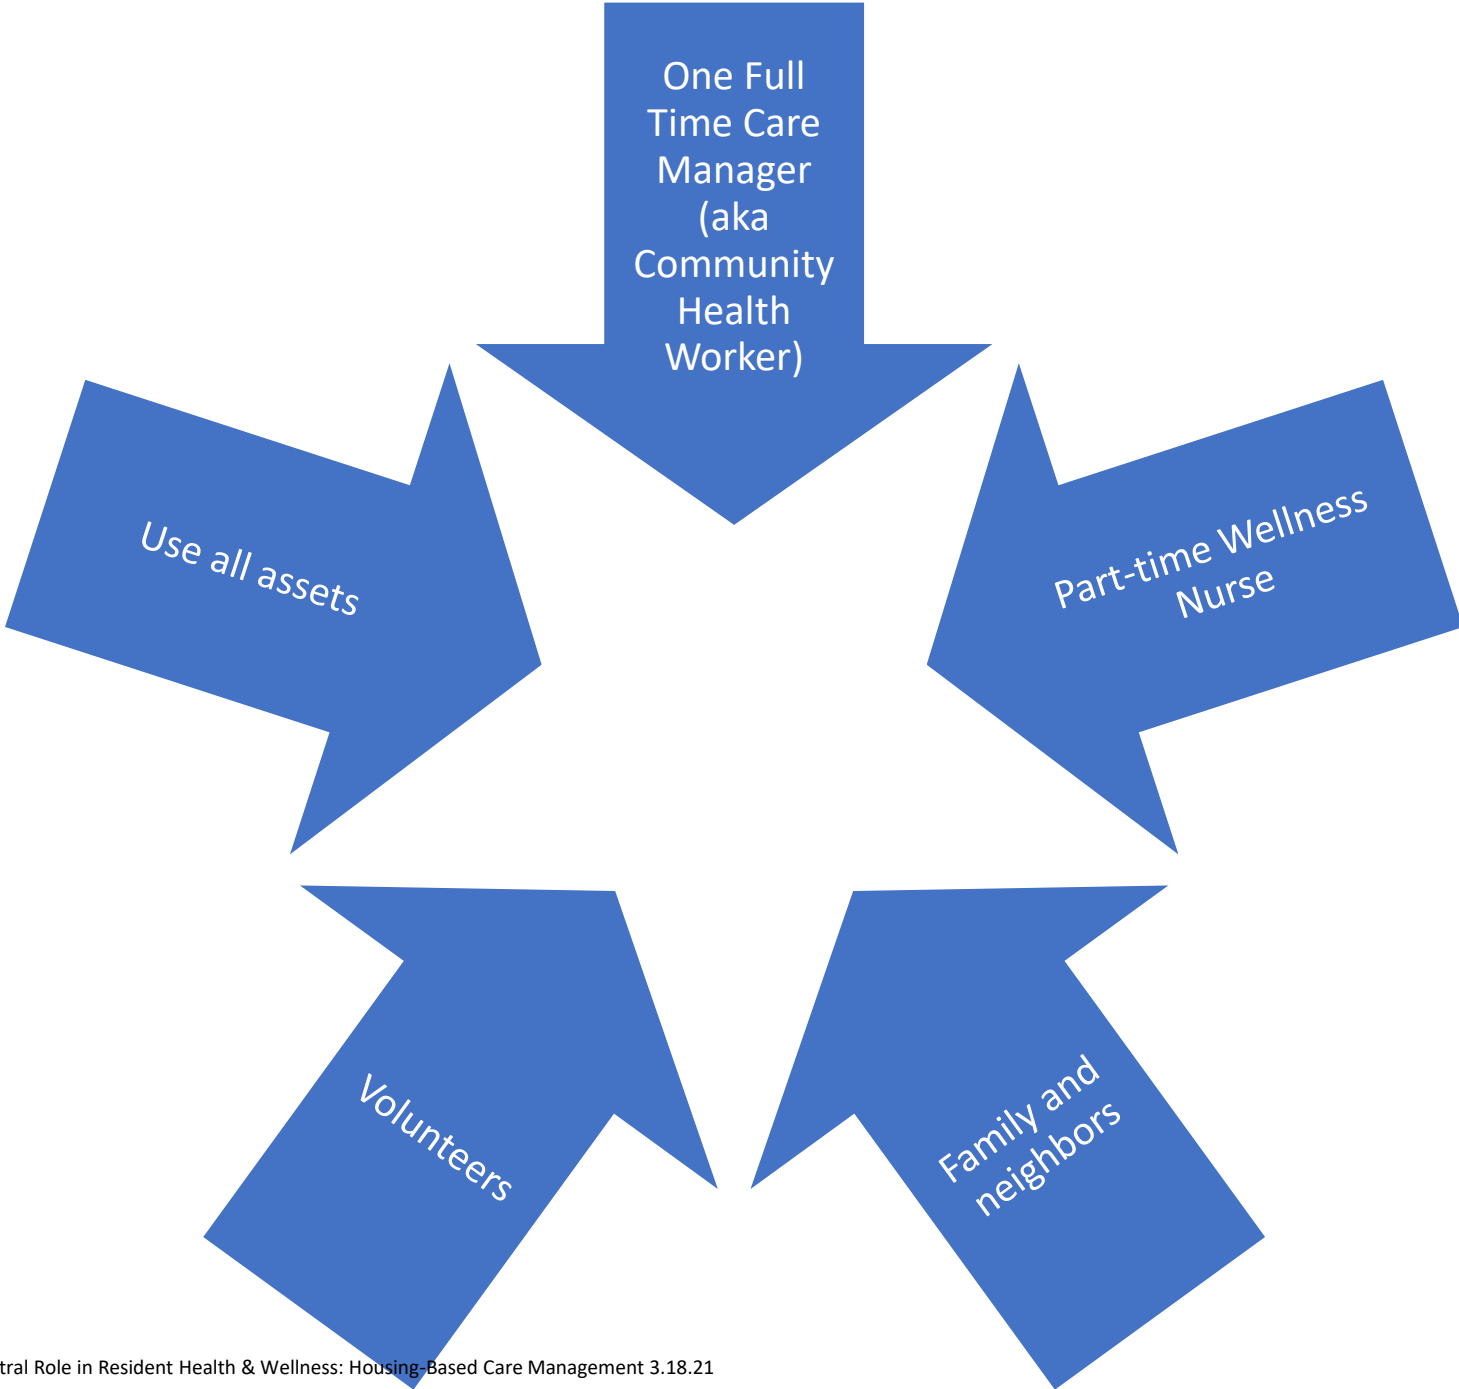 One Full
Time Care
Manager
(aka
Community
Health
Worker)
Use all assets
Part-time Wellness
Nurse
Volunteers
Family and
neighbors
tral Role in Resident Health & Wellness: Housing-Based Care Management 3.18.21